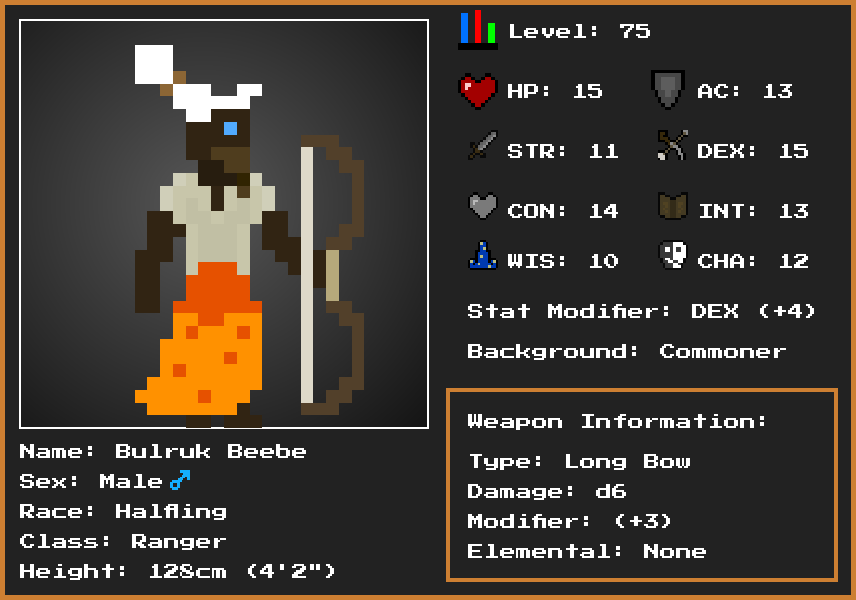 Level: 75
HP: 15
AC: 13
STR: 11
DEX: 15
CON: 14
INT: 13
WIS: 10
CHA: 12
Stat Modifier: DEX (+4)
Background: Commoner
Weapon Information:
Type: Long Bow
Damage: d6
Modifier: (+3)
Elemental: None
Name: Bulruk Beebe
Sex: Male ♂
Race: Halfling
Class: Ranger
Height: 128cm (4'2")